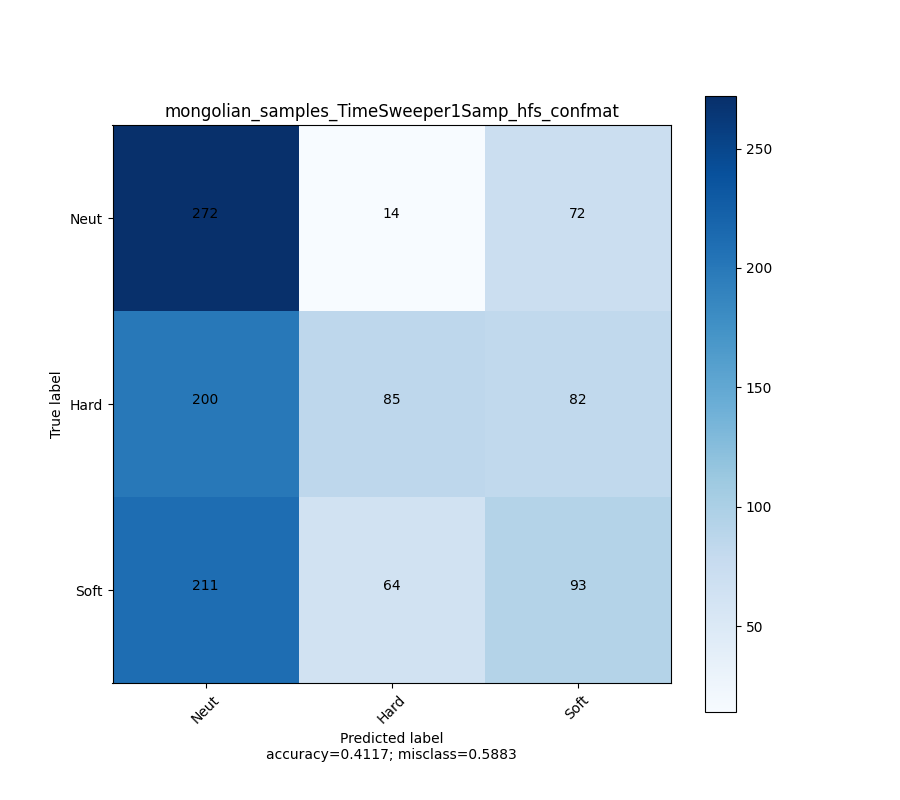 mongolian_samples_TimeSweeper1Samp_hfs_confmat
Neut 272 14 72
Hard 200 85 82
Soft 211 64 93
Neut Hard Soft
True label
Predicted label
accuracy=0.4117; misclass=0.5883
250
200
150
100
50